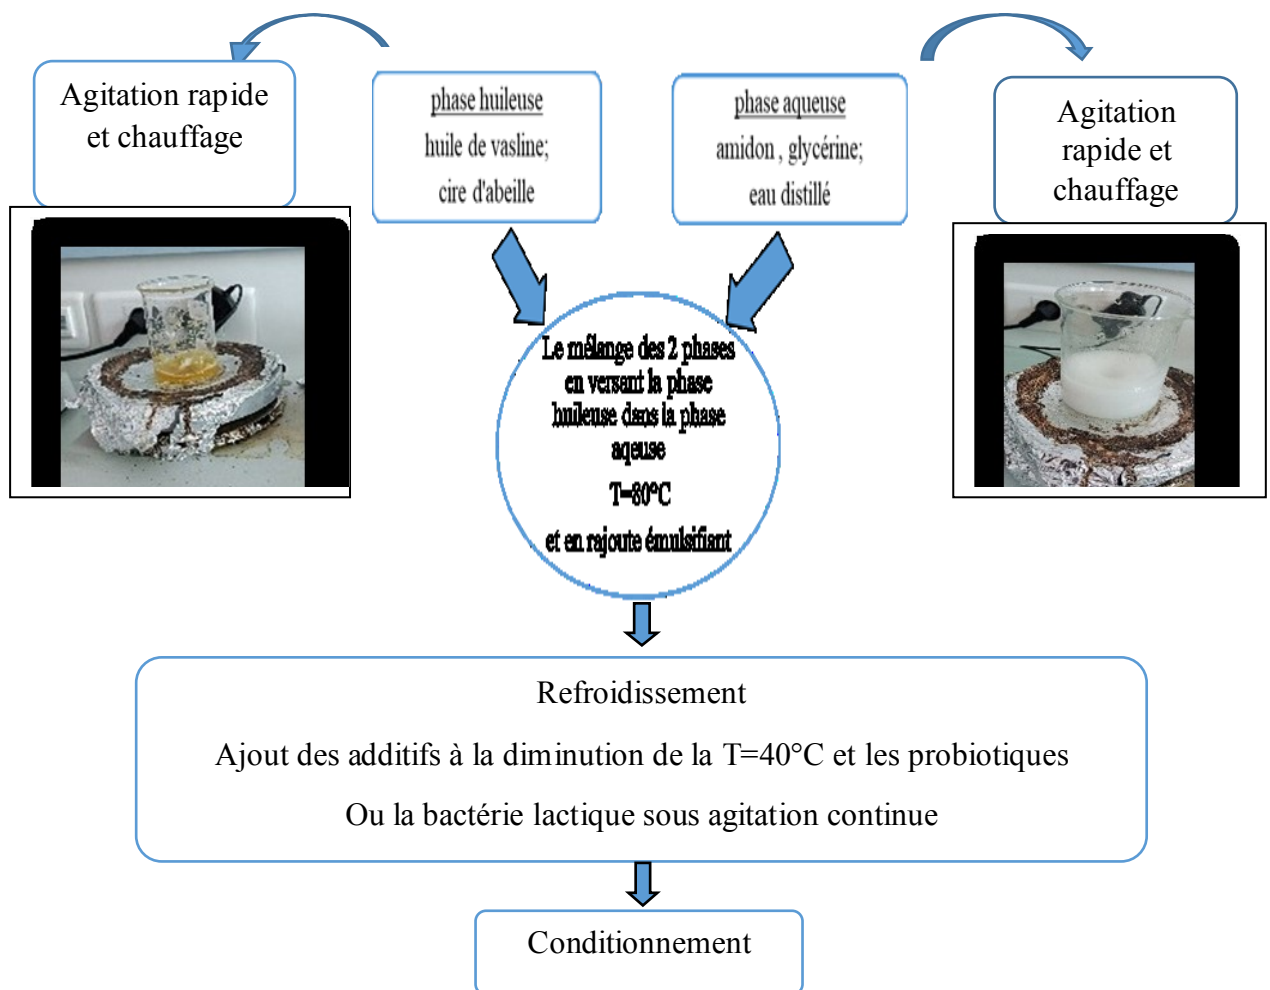 Agitation rapide
et chauffage
phase huileuse
huile de vasline;
cire d'abeille
phase aqueuse
amidon , glycérine;
eau distillé
Agitation
rapide et
chauffage
Le mélange des 2 phases
en versant la phase
huileuse dans la phase
aqeuse
T=80°C
et en rajoute émulsifiant
Refroidissement
Ajout des additifs à la diminution de la T=40°C et les probiotiques
Ou la bactérie lactique sous agitation continue
Conditionnement